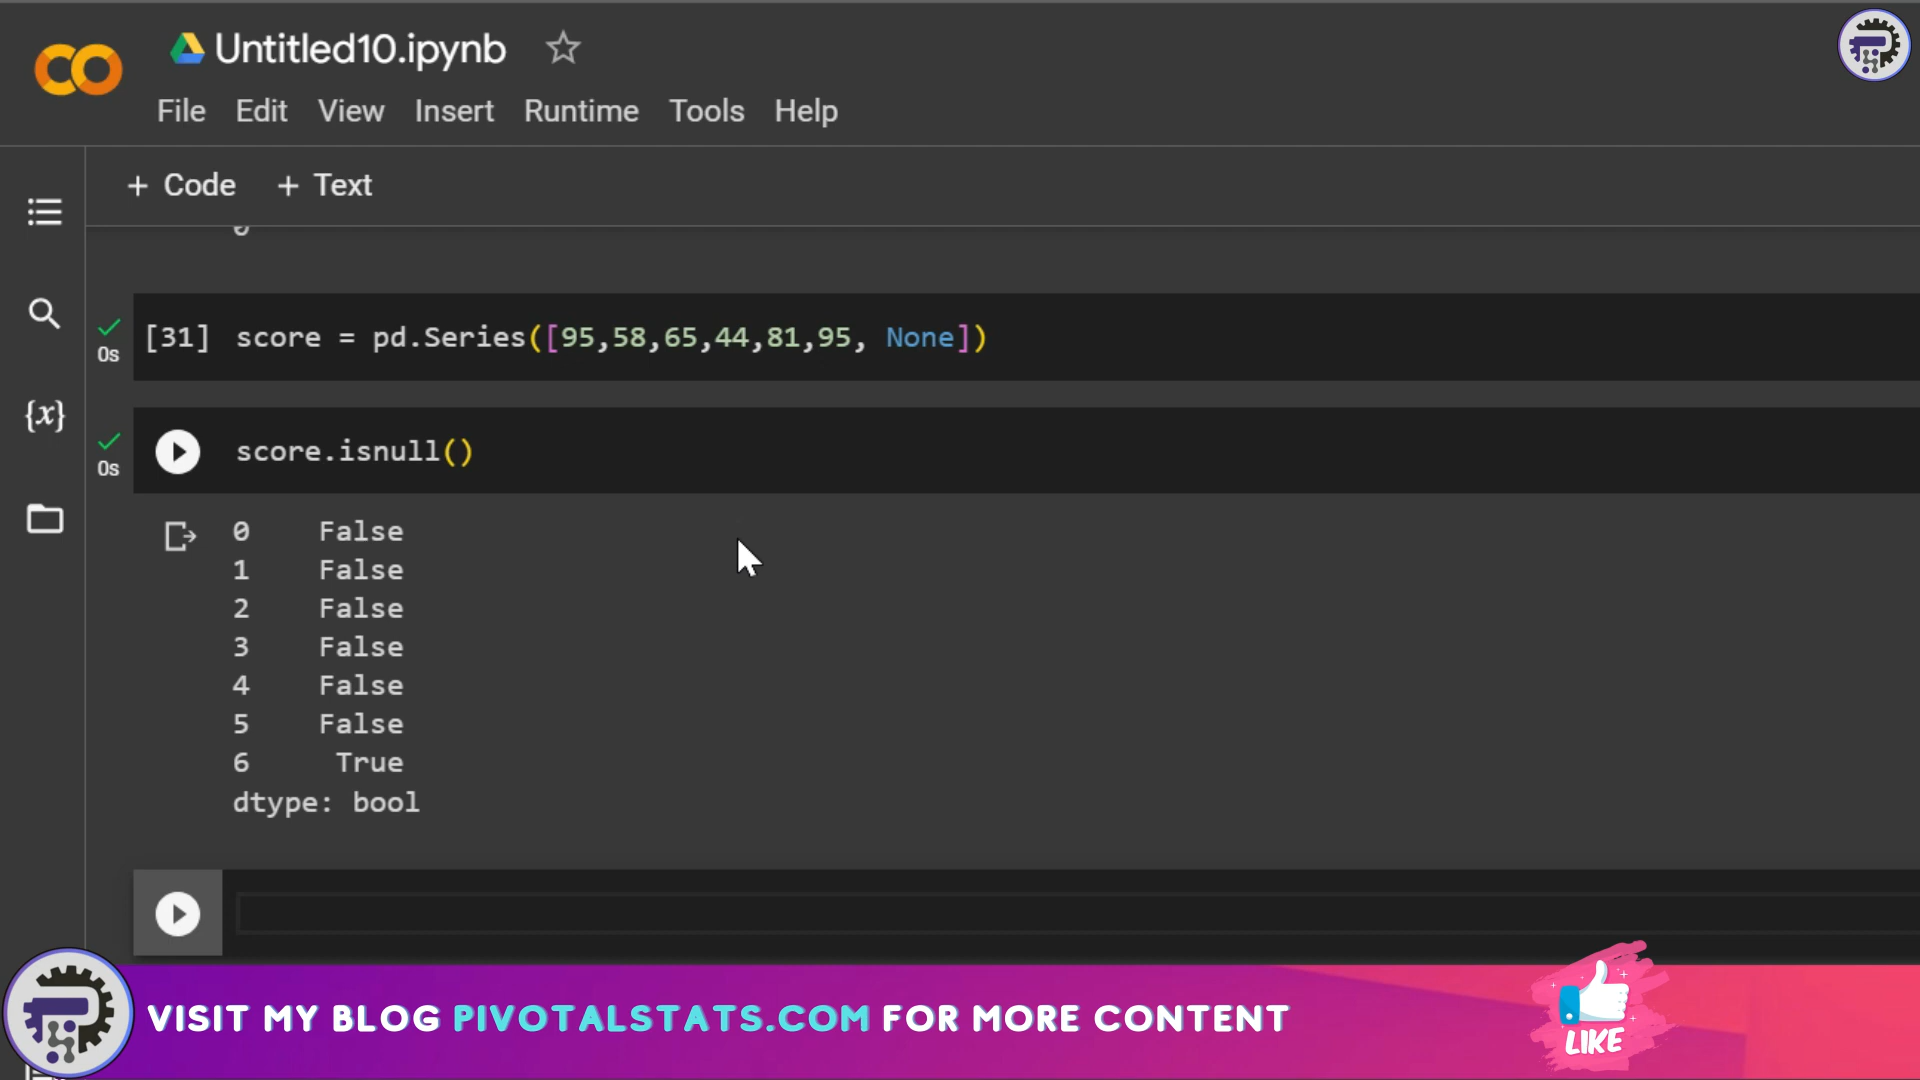 Untitled10.ipynb
File Edit View Insert Runtime Tools Help
+ Code + Text
[31] score = pd.Series([95,58,65,44,81,95, None])
0s
score.isnull()
0s
0 False
1 False
2 False
3 False
4 False
5 False
6 True
dtype: bool
VISIT MY BLOG PIVOTALSTATS.COM FOR MORE CONTENT
LIKE